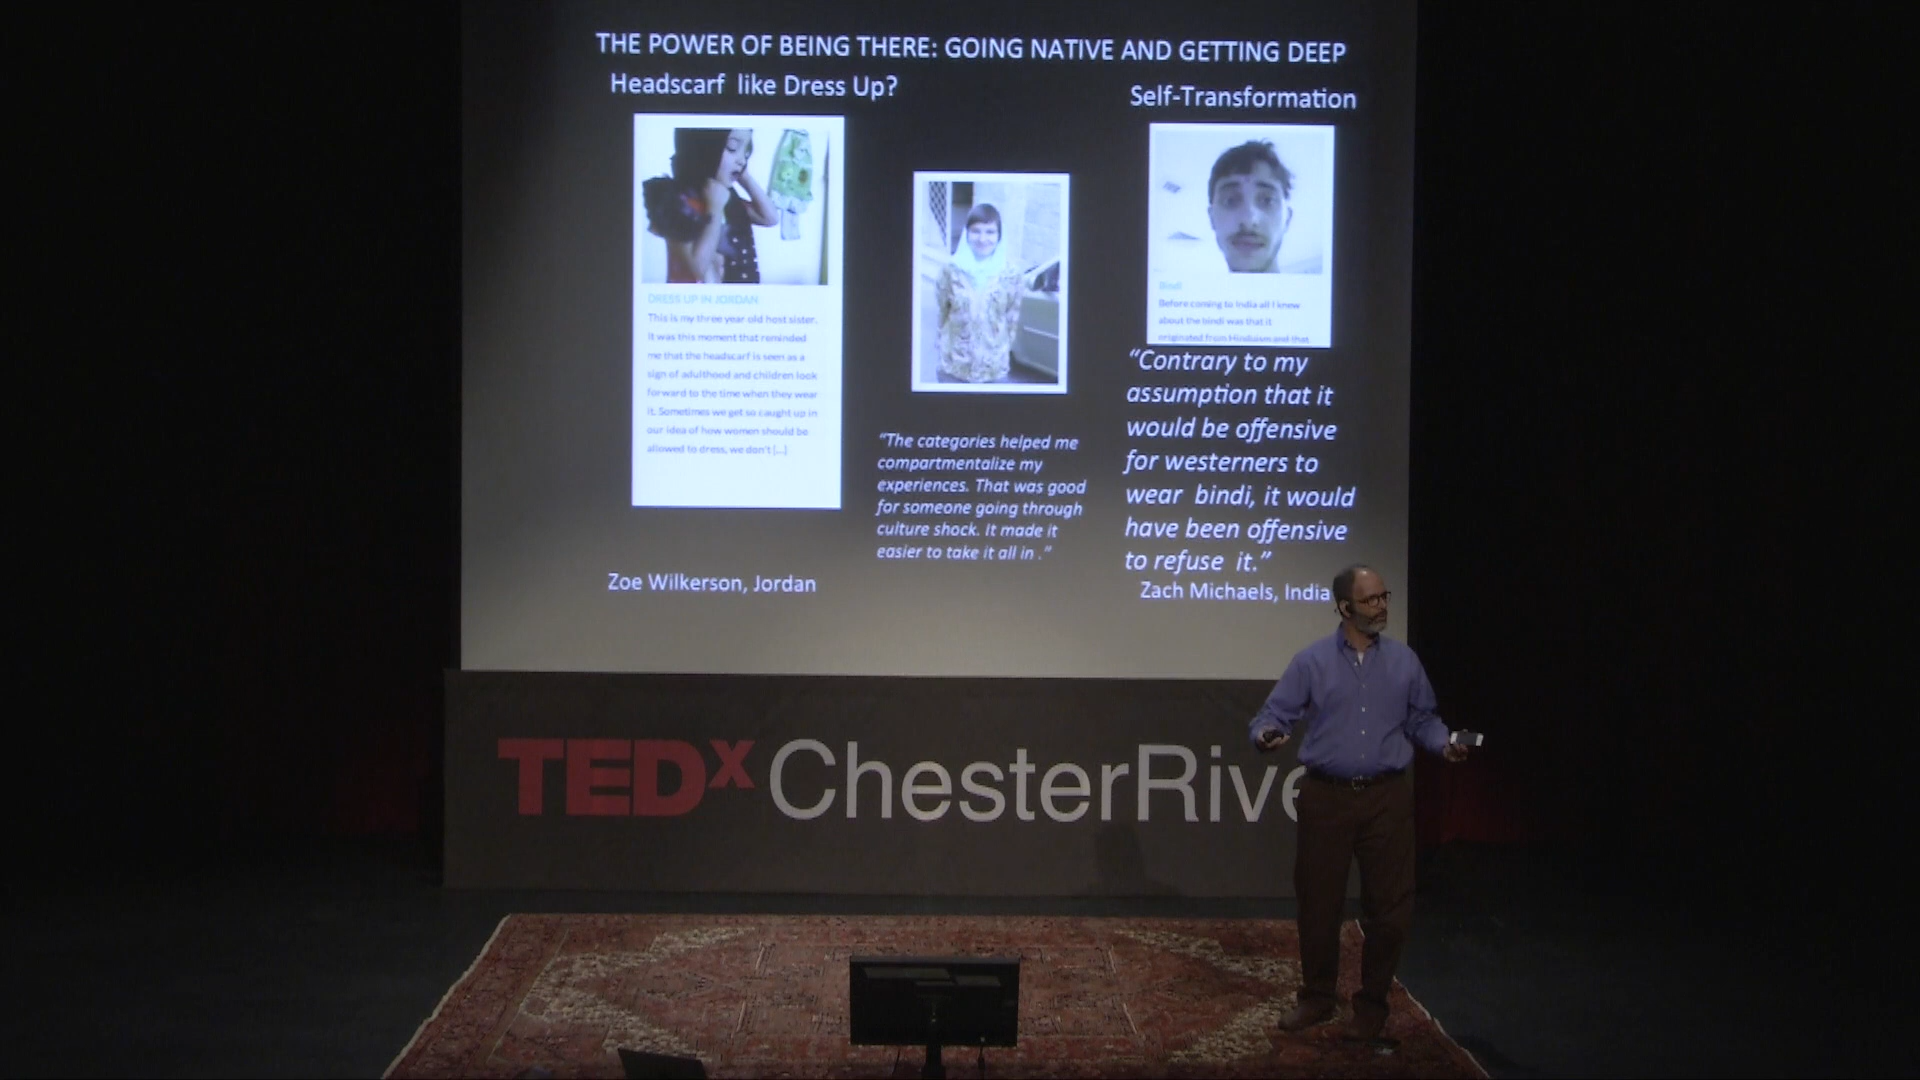 THE POWER OF BEING THERE: GOING NATIVE AND GETTING DEEP
Headscarf like Dress Up?
Self-Transformation
DRESS UP IN JORDAN
This is my three year old host sister.
It was this moment that reminded
me that the headscarf is seen as a
sign of adulthood and children look
forward to the time when they wear
it. Sometimes we get so caught up in
our idea of how women should be
allowed to dress, we don't [...]
Zoe Wilkerson, Jordan
"The categories helped me
compartmentalize my
experiences. That was good
for someone going through
culture shock. It made it
easier to take it all in ."
Bindi
Before coming to India all I knew
about the bindi was that it
originated from Hinduism and that
"Contrary to my
assumption that it
would be offensive
for westerners to
wear bindi, it would
have been offensive
to refuse it."
Zach Michaels, India
TEDx ChesterRive